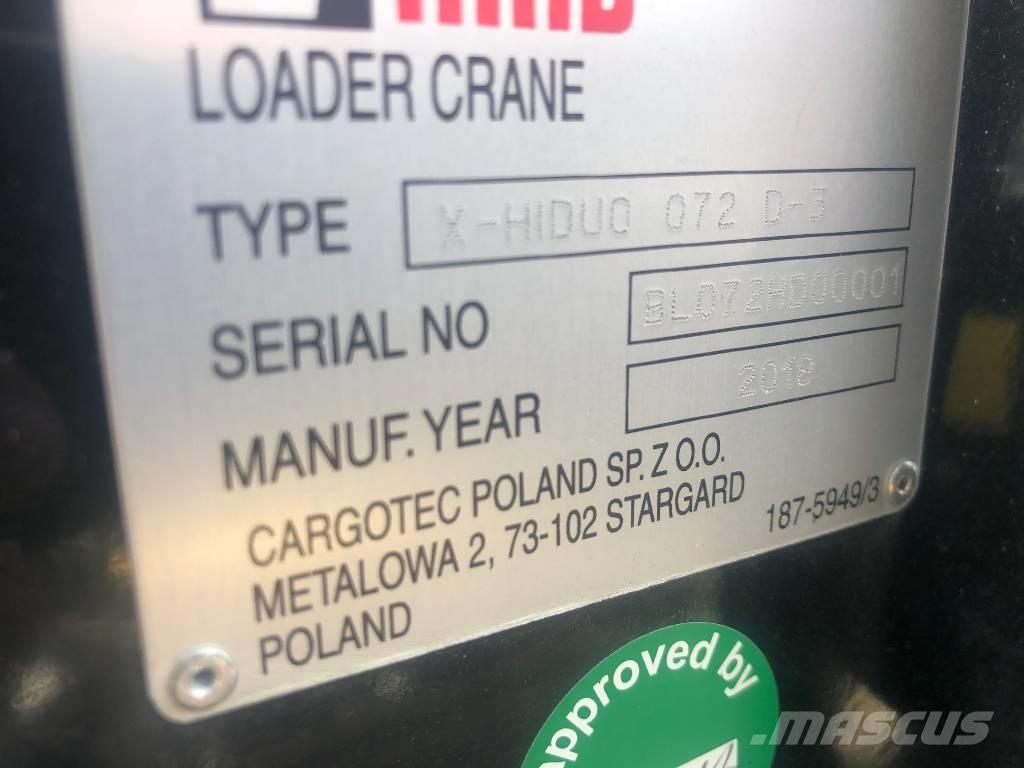 LOADER CRANE
TYPE X-HIDUO 072 D-3
SERIAL NO BL072HD00001
MANUF. YEAR 2018
CARGOTEC POLAND SP. Z O.O.
METALOWA 2, 73-102 STARGARD
POLAND
187-5949/3
Approved by
MASCUS